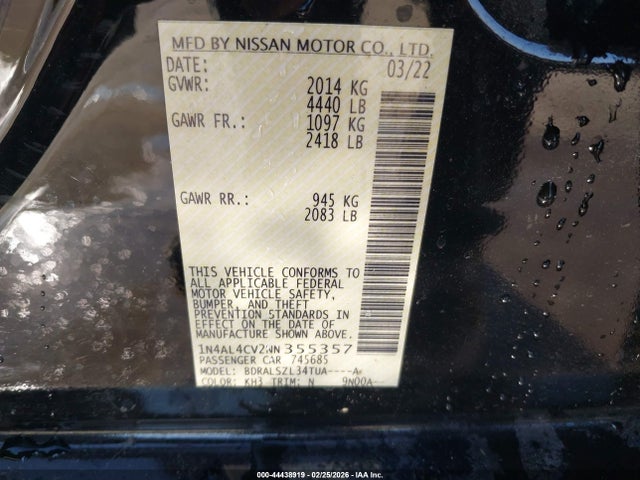 MFD BY NISSAN MOTOR CO., LTD.
DATE: 03/22
GVWR: 2014 KG
4440 LB
GAWR FR.: 1097 KG
2418 LB
GAWR RR.: 945 KG
2083 LB
THIS VEHICLE CONFORMS TO
ALL APPLICABLE FEDERAL
MOTOR VEHICLE SAFETY,
BUMPER, AND THEFT
PREVENTION STANDARDS IN
EFFECT ON THE DATE OF
MANUFACTURE SHOWN ABOVE.
1N4AL4CV2NN355357
PASSENGER CAR 745685
MODEL: BDRALSZL34TUA----A
COLOR: KH3 TRIM: N 9N00A--
000-44438919 - 02/25/2026 - IAA, Inc.